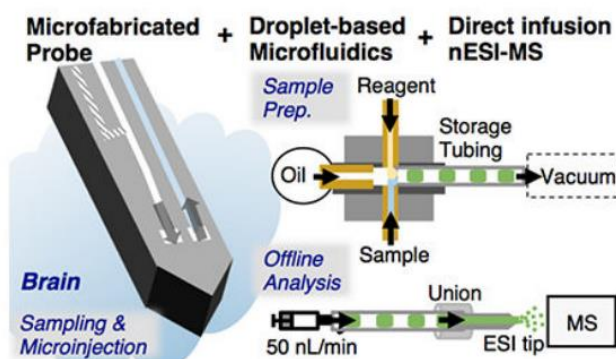 Microfabricated Probe + Droplet-based Microfluidics + Direct infusion nESI-MS
Sample Prep.
Reagent
Storage Tubing
Oil
Vacuum
Sample
Brain
Sampling & Microinjection
Offline Analysis
Union
50 nL/min
ESI tip
MS